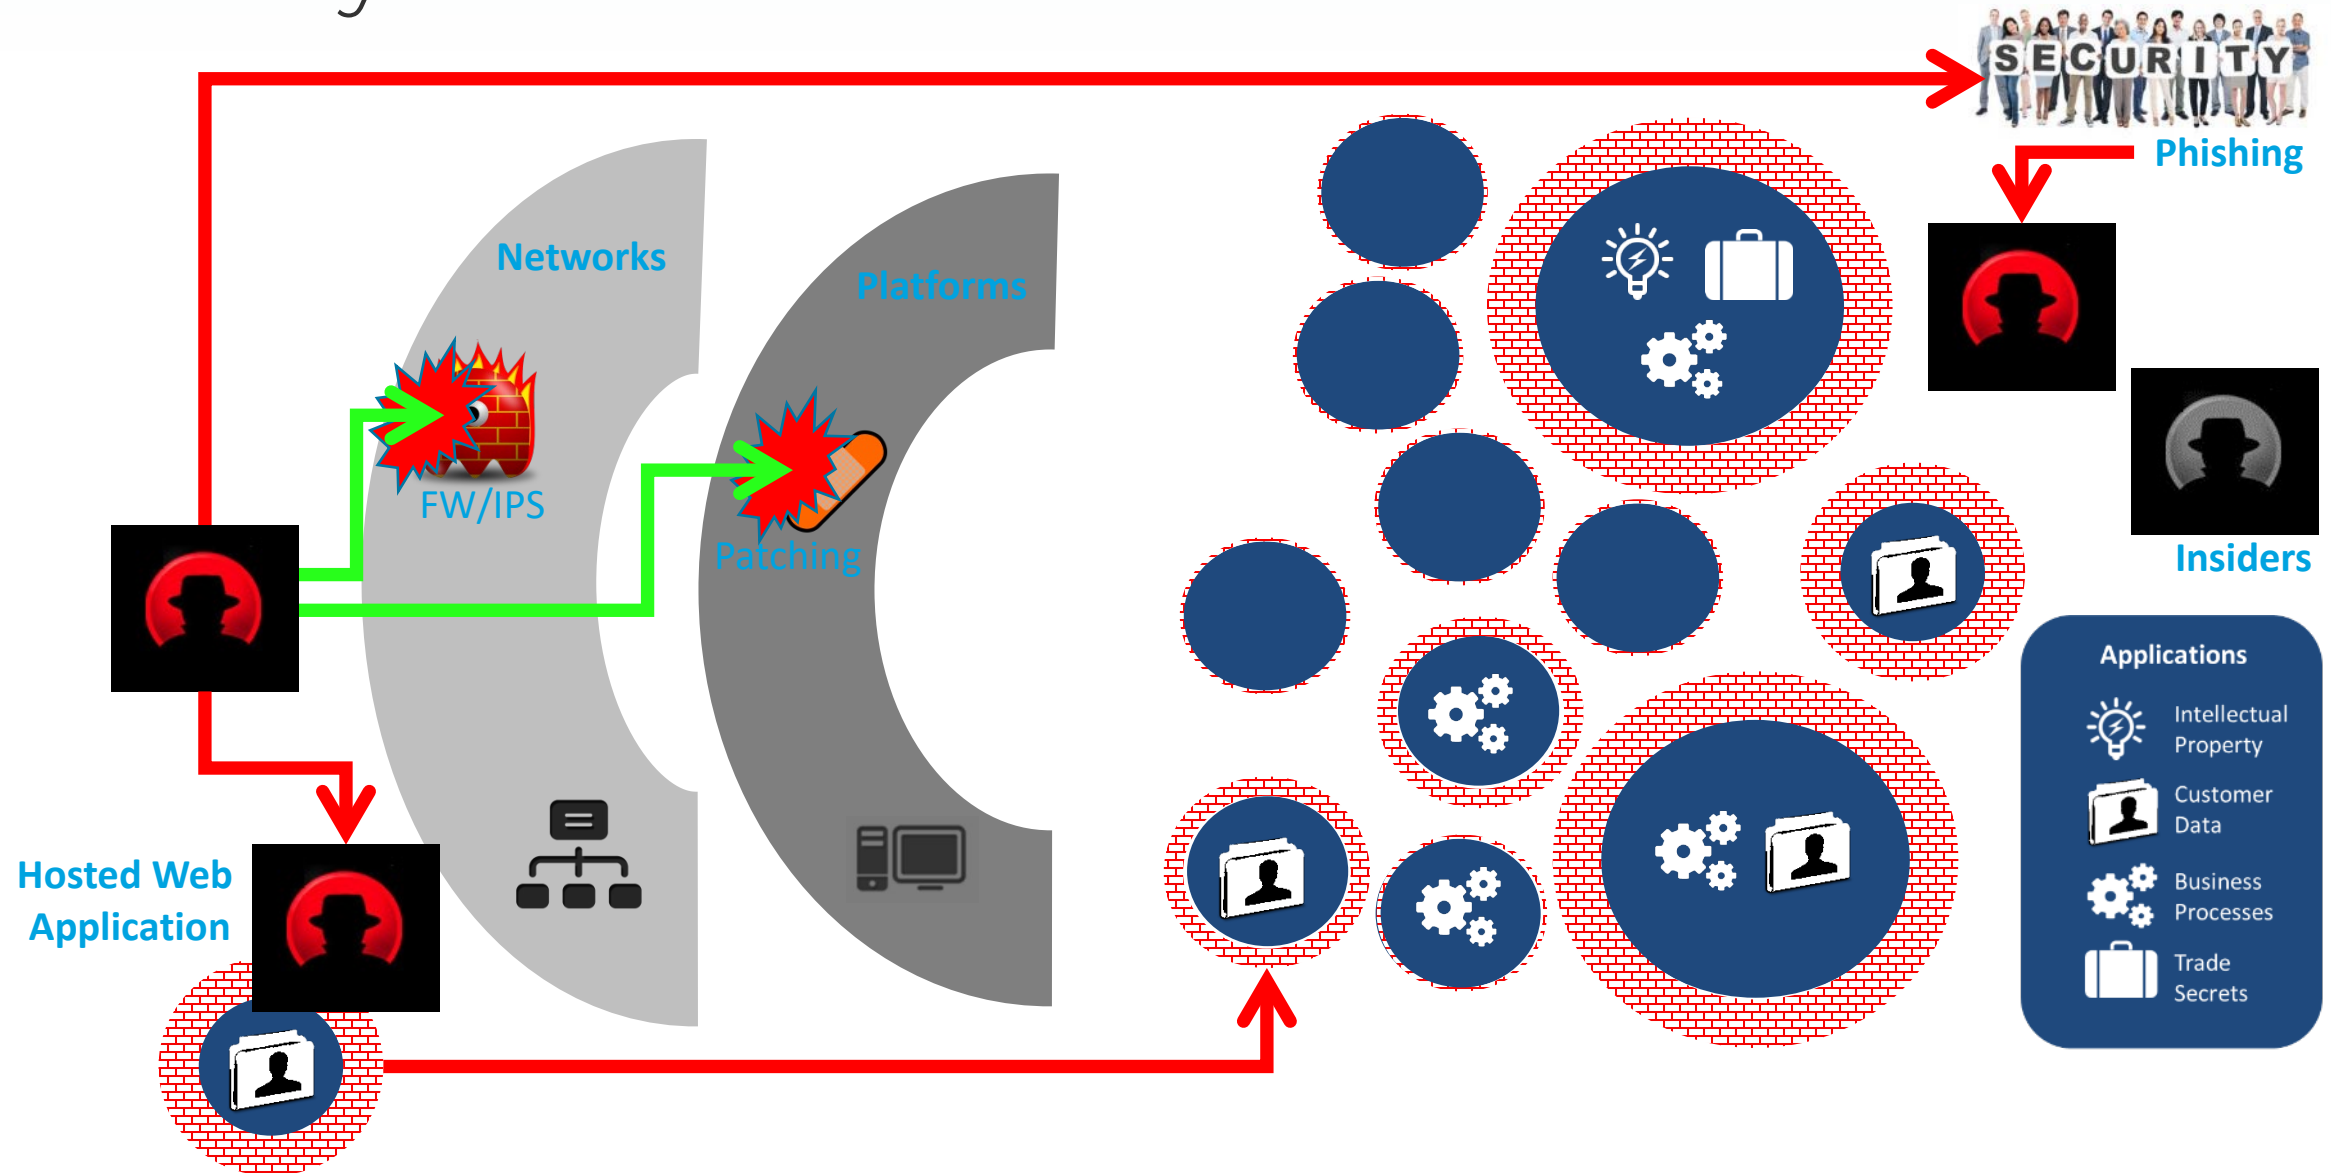 SECURITY
Phishing
Networks
Platforms
FW/IPS
Patching
Insiders
Hosted Web
Application
Applications
Intellectual
Property
Customer
Data
Business
Processes
Trade
Secrets